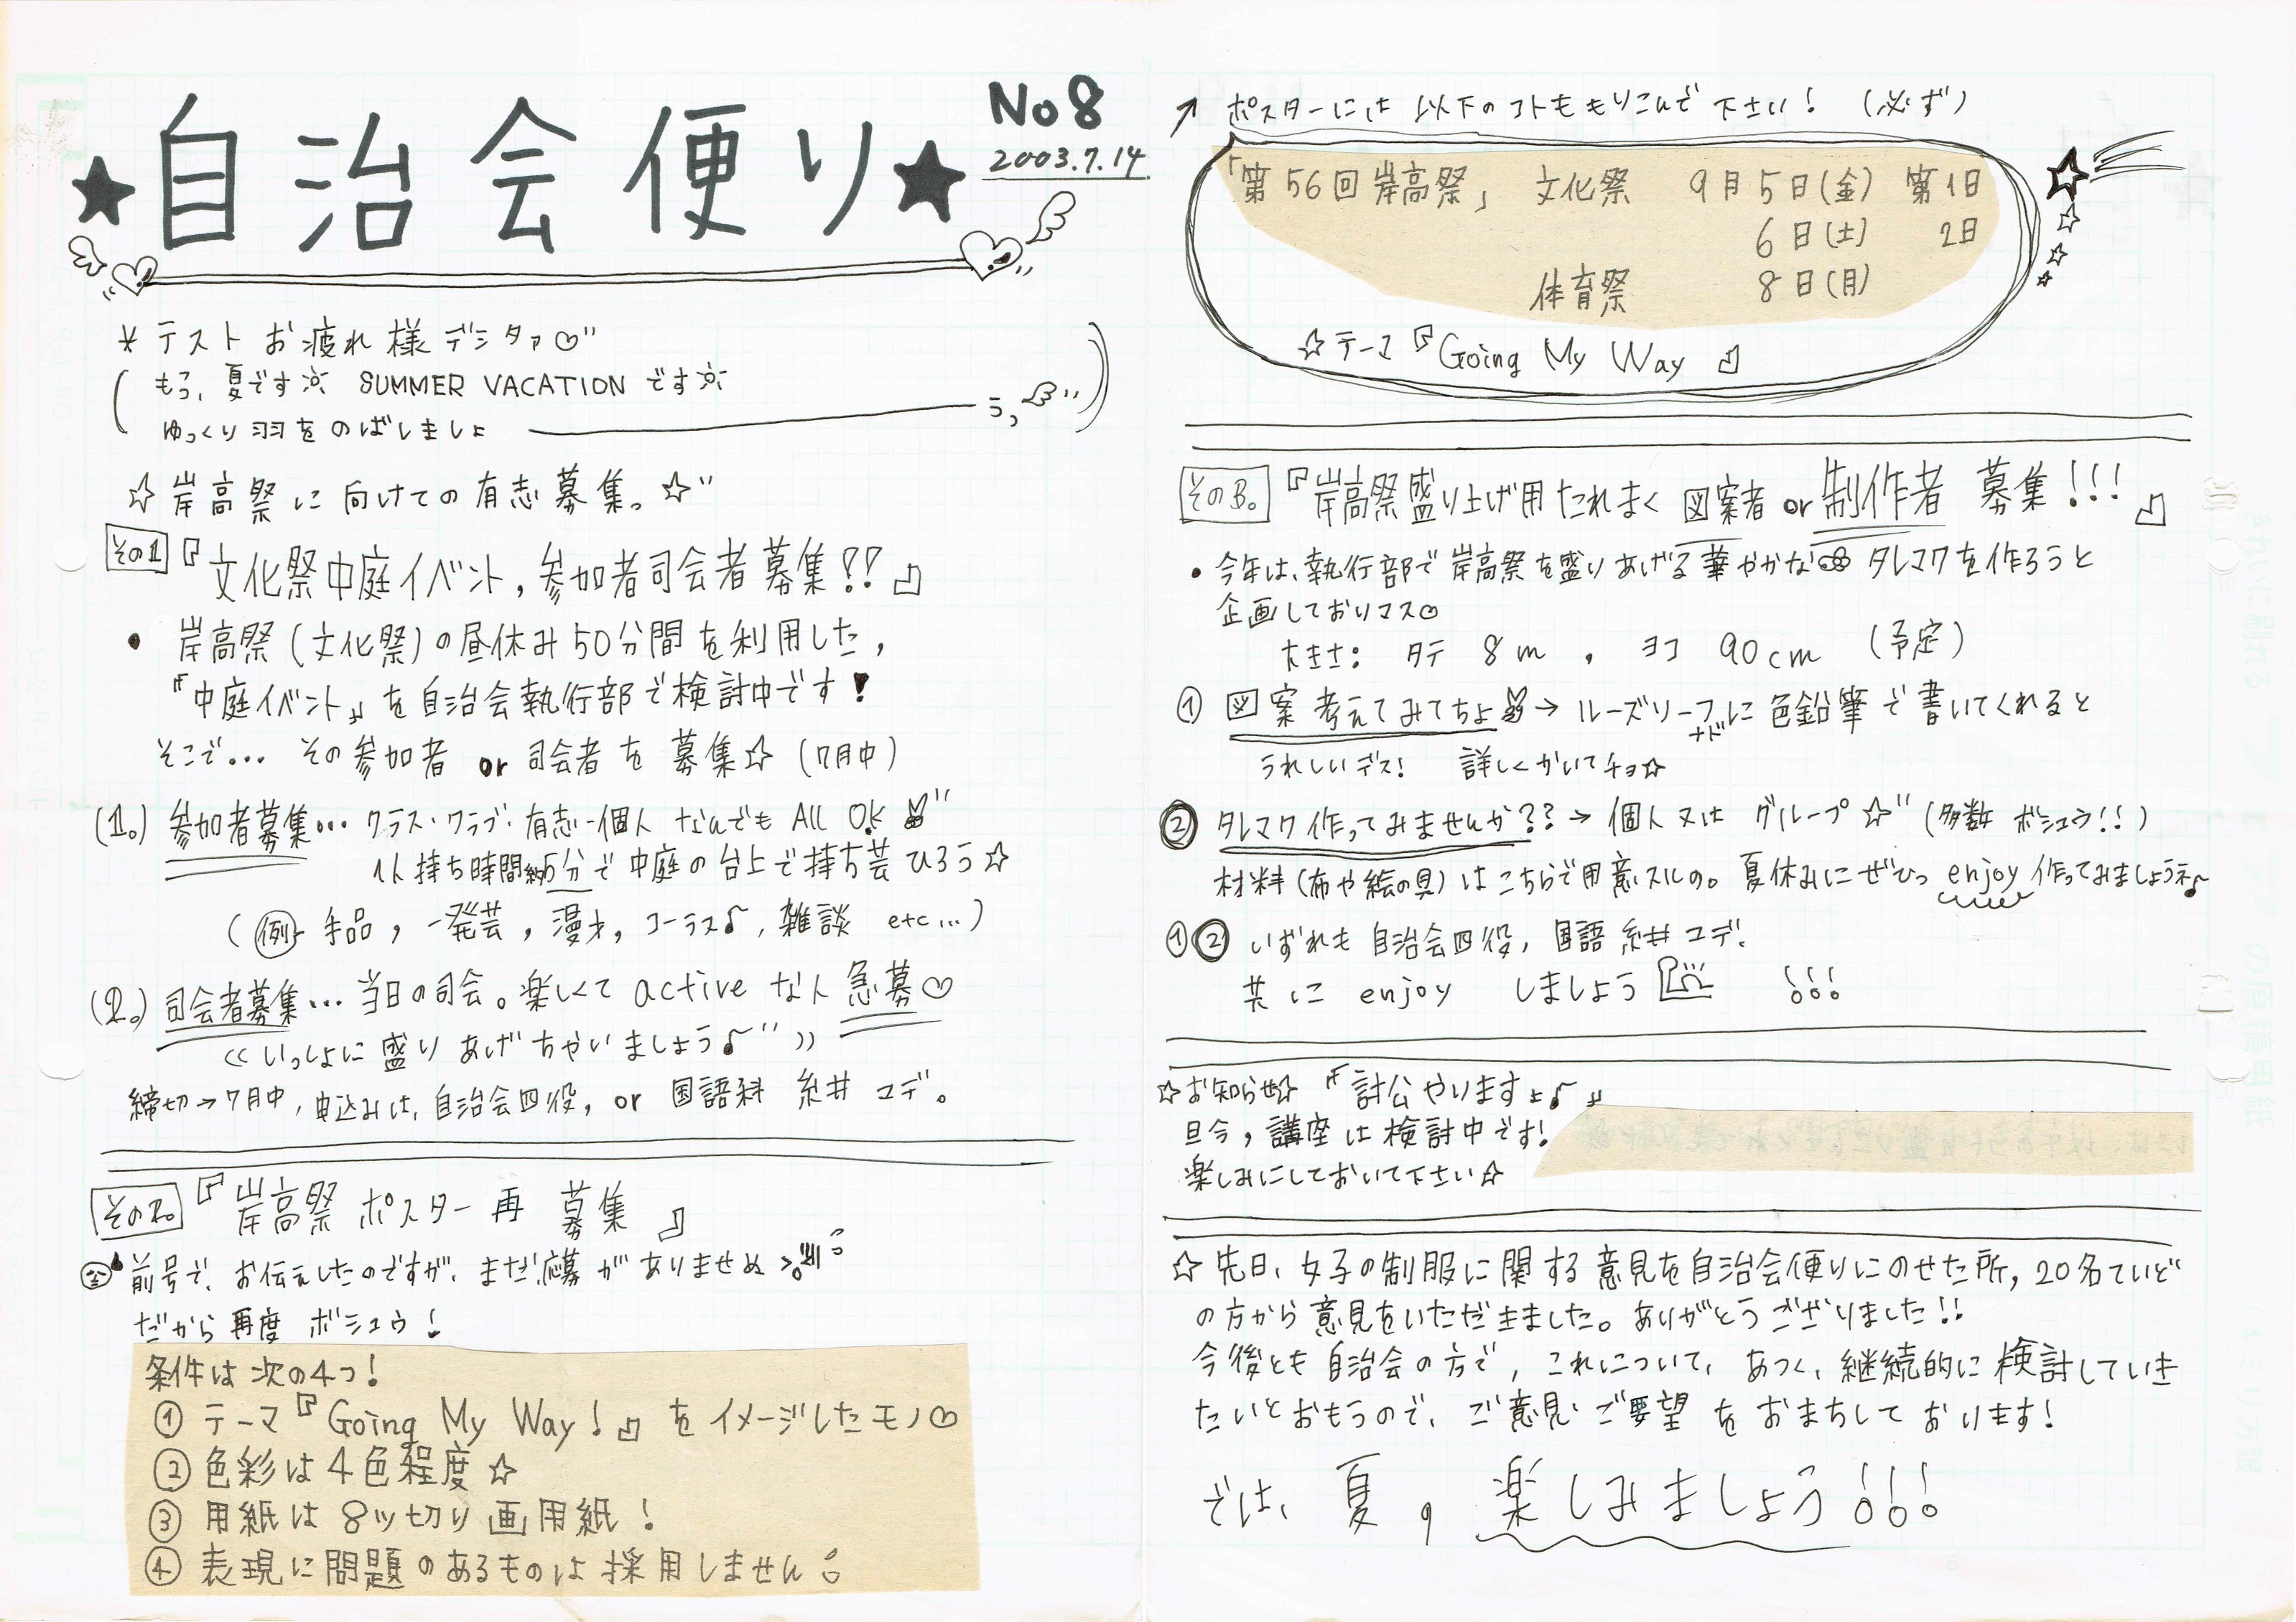 ★自治会便り★
No 8
2003.7.14
* テスト お疲れ様 デシタァ♡"
もう、夏です☼ SUMMER VACATION です☼
ゆっくり羽をのばしましょ――――う。
☆岸高祭に向けての有志募集。☆"
その1 『文化祭中庭イベント, 参加者司会者募集!!』
・岸高祭(文化祭)の昼休み50分間を利用した,
『中庭イベント』を自治会執行部で検討中です!
そこで… その参加者 or 司会者を募集☆ (7月中)
(1。) 参加者募集… クラス・クラブ・有志・個人 なんでも All OK"
1人持ち時間約5分で中庭の台上で持ち芸ひろう☆
(例 手品, 一発芸, 漫才, コーラス♪, 雑談 etc…)
(2。) 司会者募集… 当日の司会。楽しくて active な人 急募♡
<<いっしょに盛りあげちゃいましょう♪">>
締切→7月中, 申込みは, 自治会四役, or 国語科 糸井 マデ。
その2。『岸高祭 ポスター 再 募集』
前号で、お伝えしたのですが、まだ応募がありませぬ
だから再度 ボシュウ!
条件は次の4つ!
① テーマ『Going My Way!』をイメージしたモノ♡
② 色彩は4色程度☆
③ 用紙は8ツ切り画用紙!
④ 表現に問題のあるものは採用しません
↗ ポスターには 以下のコトももりこんで下さい! (必ず)
「第56回岸高祭」 文化祭 9月5日(金) 第1日
6日(土) 2日
体育祭 8日(月)
☆テーマ『Going My Way』
その3。『岸高祭盛り上げ用たれまく 図案者 or 制作者 募集!!!』
・今年は、執行部で岸高祭を盛りあげる華やかな タレマクを作ろうと
企画しておりマス♡
大きさ: タテ 8m , ヨコ 90cm (予定)
① 図案考えてみてちょ→ルーズリーフなどに色鉛筆で書いてくれると
うれしいデス! 詳しくかいてチョ☆
② タレマク作ってみませんか??→個人又は グループ☆" (多数 ボシュウ!!)
材料(布や絵の具)はこちらで用意スルの。夏休みにぜひっ enjoy 作ってみましょうネ♪
①② いずれも 自治会四役, 国語 糸井 マデ.
共に enjoy しましょう !!!
☆お知らせ☆『討公やりますよ♪』
旦今, 講座は検討中です!
楽しみにしておいて下さい☆
☆先日、女子の制服に関する意見を自治会便りにのせた所, 20名ていど
の方から意見をいただきました。ありがとうございました!!
今後とも自治会の方で, これについて, あつく, 継続的に検討していき
たいとおもうので、ご意見・ご要望をおまちしております!
では、夏, 楽しみましょう!!!